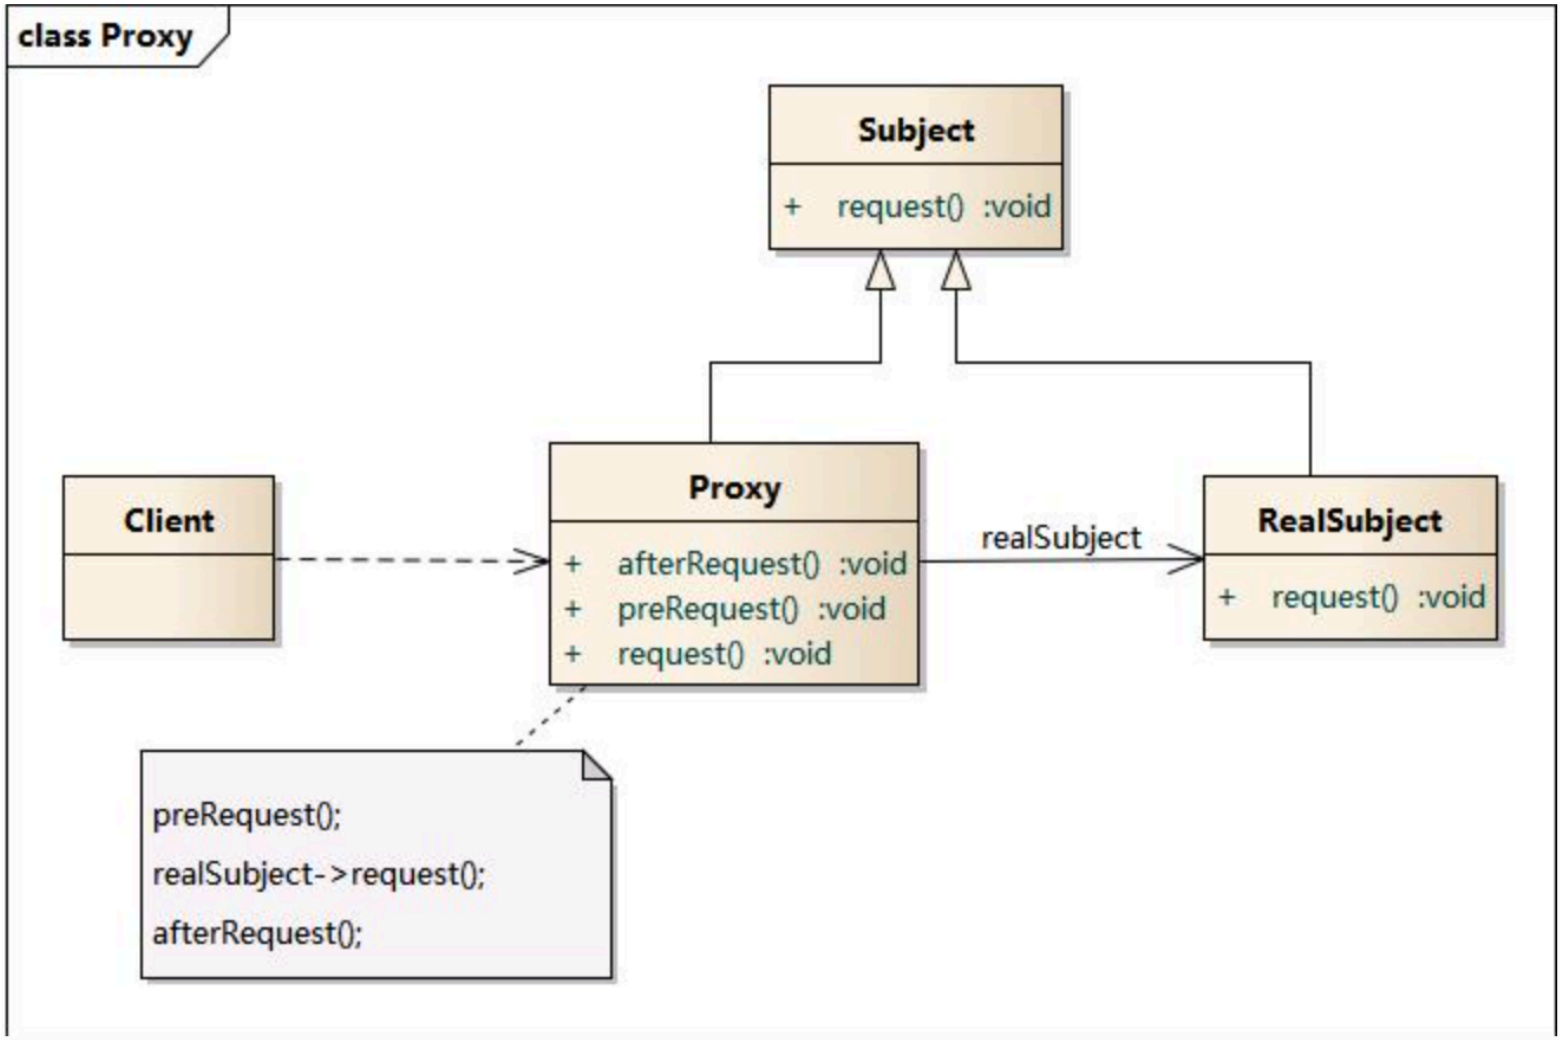 class Proxy
Subject
+ request() :void
Client
Proxy
+ afterRequest() :void
+ preRequest() :void
+ request() :void
realSubject
RealSubject
+ request() :void
preRequest();
realSubject->request();
afterRequest();